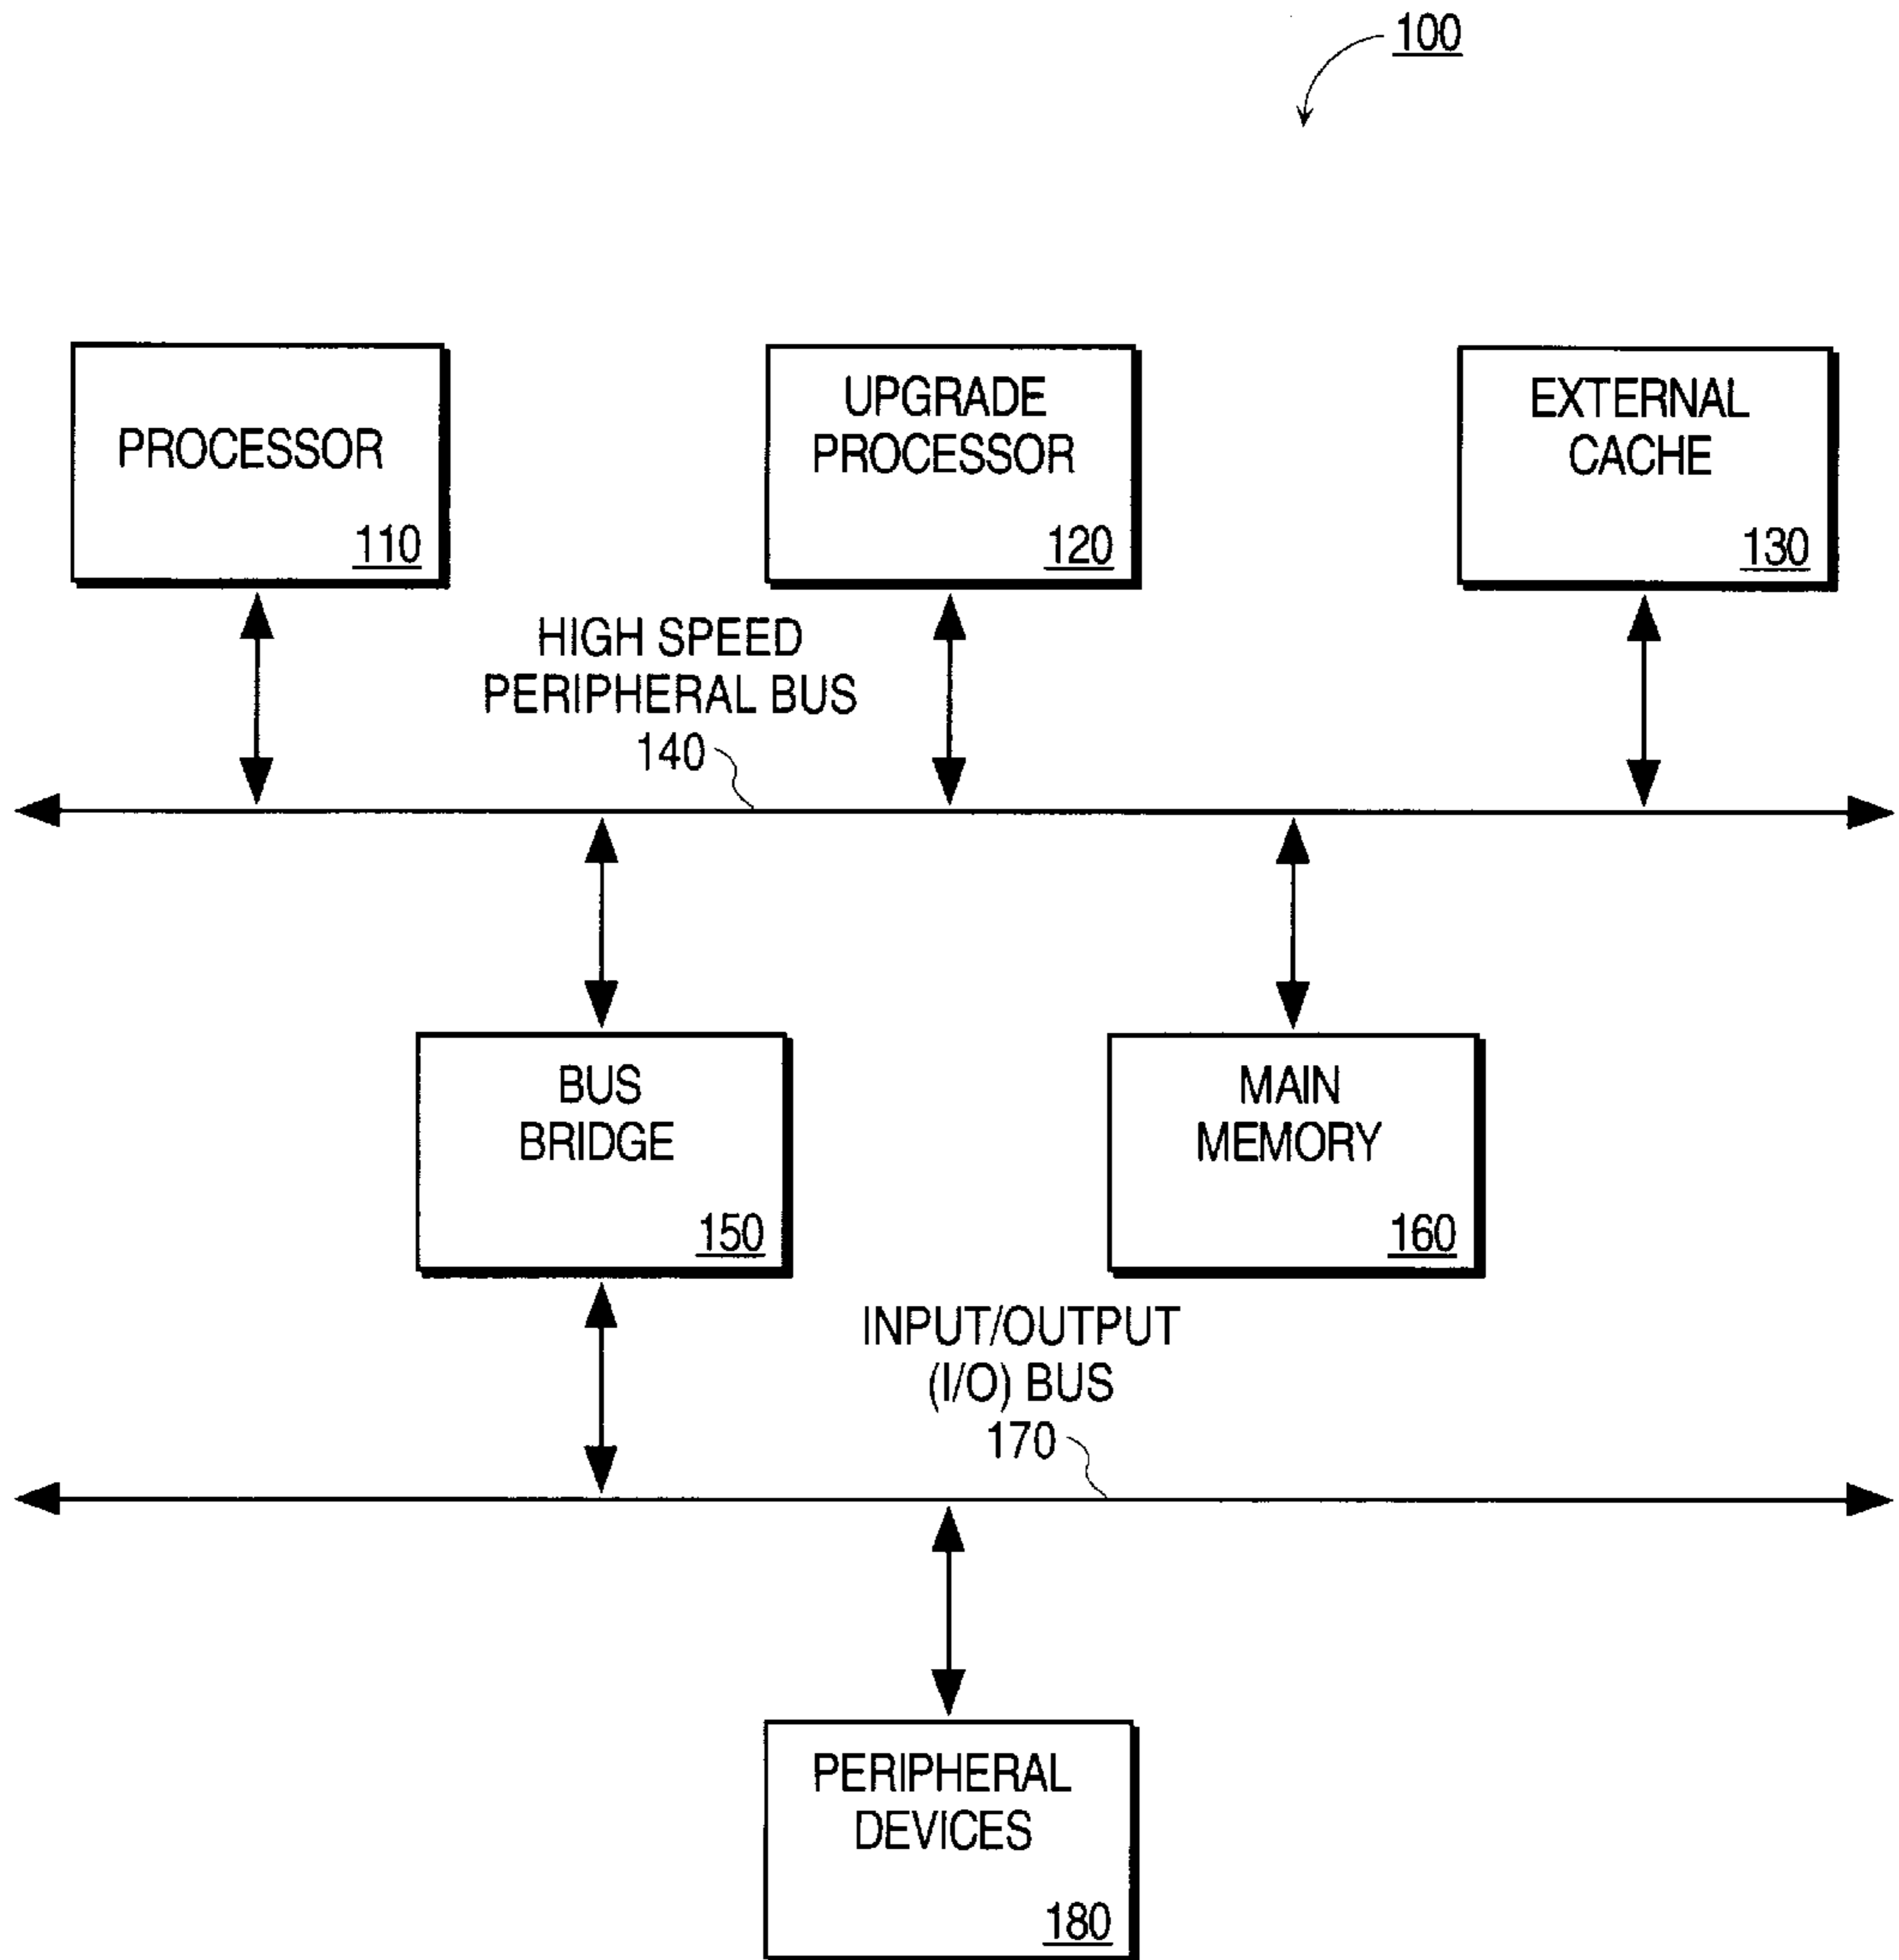 100
PROCESSOR
110
UPGRADE
PROCESSOR
120
EXTERNAL
CACHE
130
HIGH SPEED
PERIPHERAL BUS
140
BUS
BRIDGE
150
MAIN
MEMORY
160
INPUT/OUTPUT
(I/O) BUS
170
PERIPHERAL
DEVICES
180